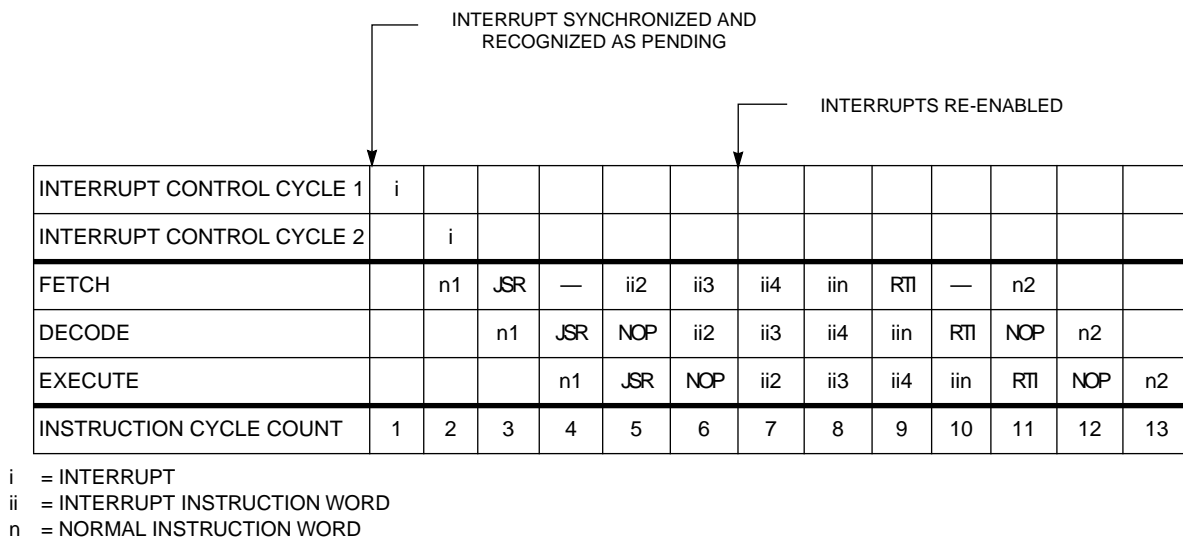 INTERRUPT SYNCHRONIZED AND
RECOGNIZED AS PENDING
INTERRUPTS RE-ENABLED
INTERRUPT CONTROL CYCLE 1 i
INTERRUPT CONTROL CYCLE 2 i
FETCH n1 JSR — ii2 ii3 ii4 iin RTI — n2
DECODE n1 JSR NOP ii2 ii3 ii4 iin RTI NOP n2
EXECUTE n1 JSR NOP ii2 ii3 ii4 iin RTI NOP n2
INSTRUCTION CYCLE COUNT 1 2 3 4 5 6 7 8 9 10 11 12 13
i = INTERRUPT
ii = INTERRUPT INSTRUCTION WORD
n = NORMAL INSTRUCTION WORD